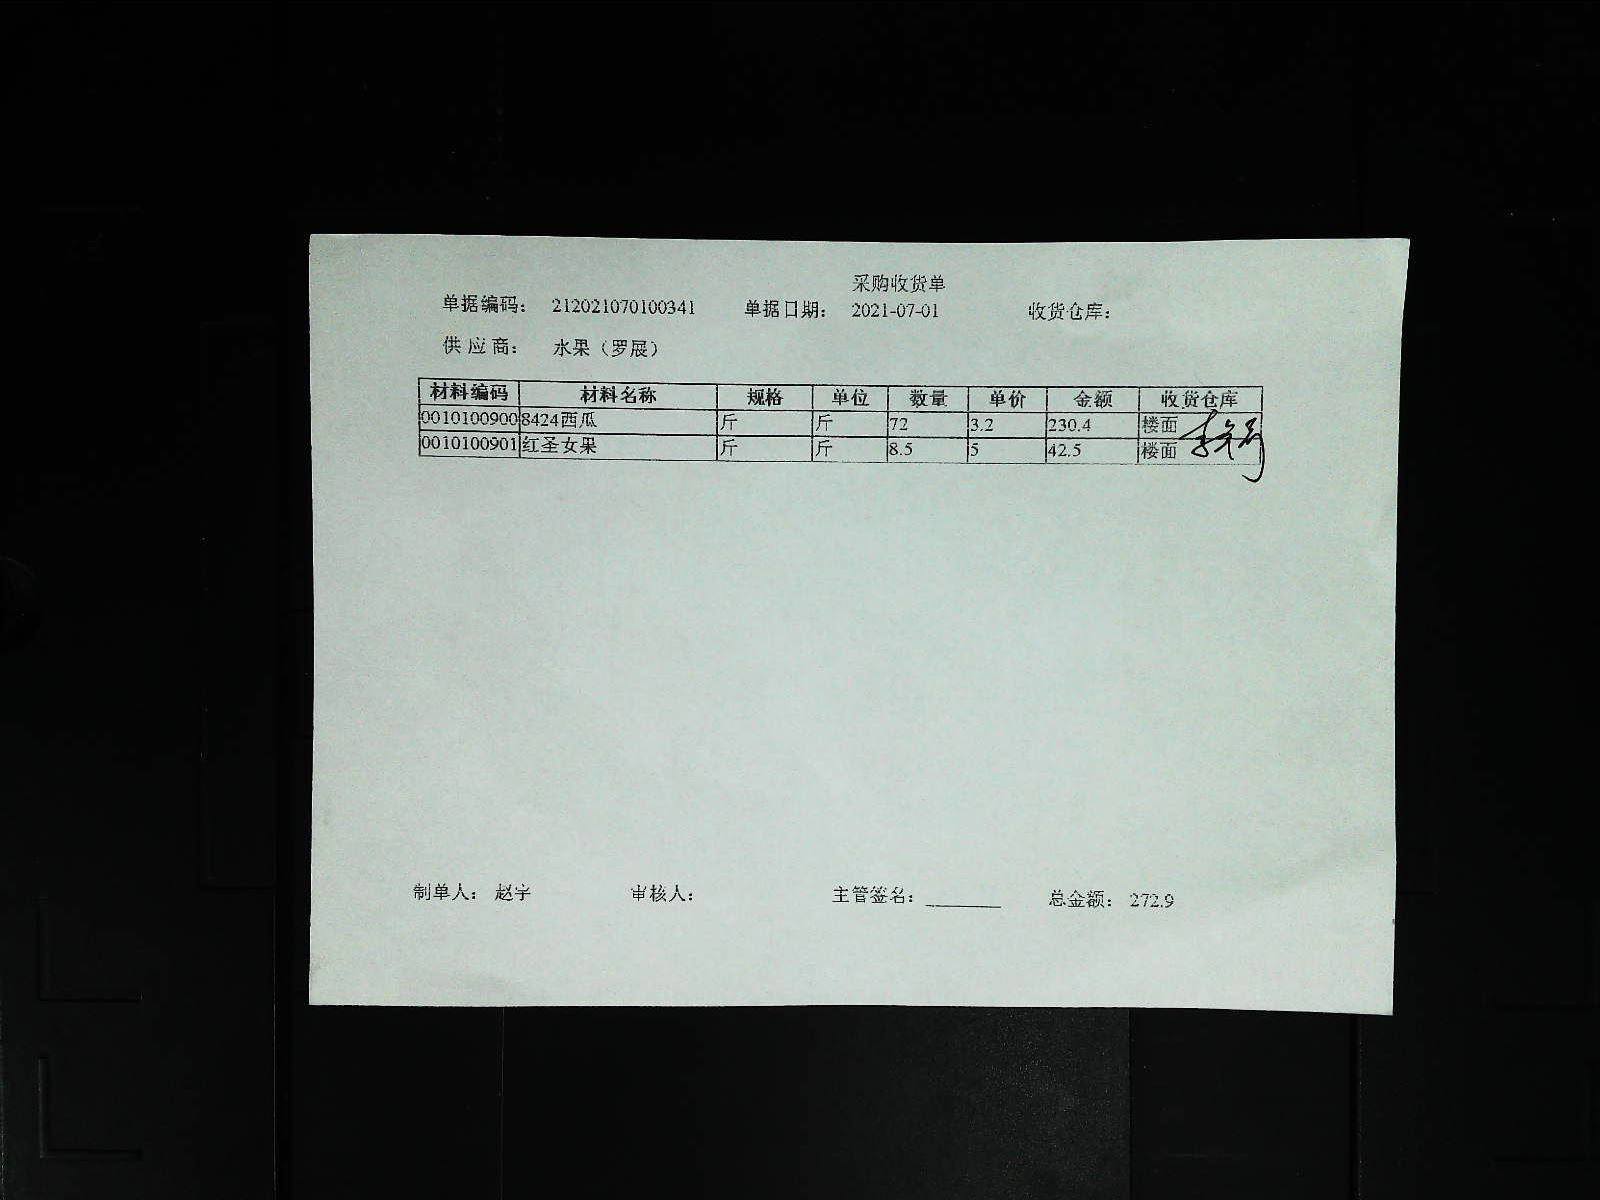 采购收货单
单据编码： 212021070100341 单据日期： 2021-07-01 收货仓库：
供应商： 水果（罗展）
材料编码 材料名称 规格 单位 数量 单价 金额 收货仓库
0010100900 8424西瓜 斤 斤 72 3.2 230.4 楼面
0010100901 红圣女果 斤 斤 8.5 5 42.5 楼面
制单人： 赵宇 审核人： 主管签名： 总金额： 272.9